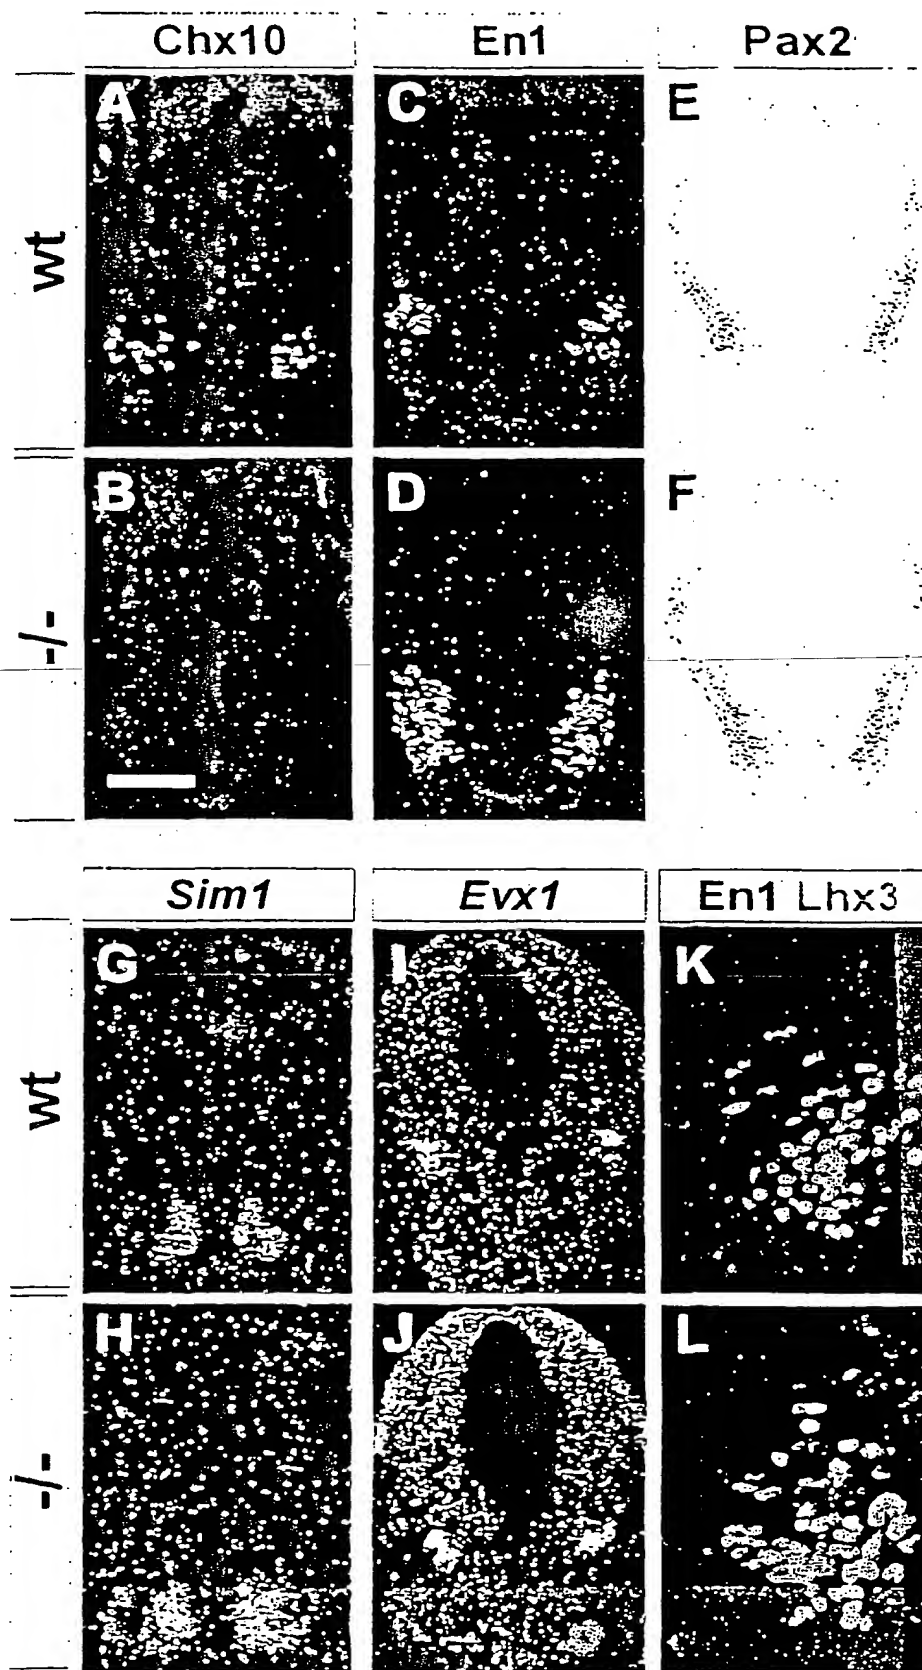 Chx10 En1 Pax2
wt
A C E
-/-
B D F
Sim1 Evx1 En1 Lhx3
wt
G I K
-/-
H J L